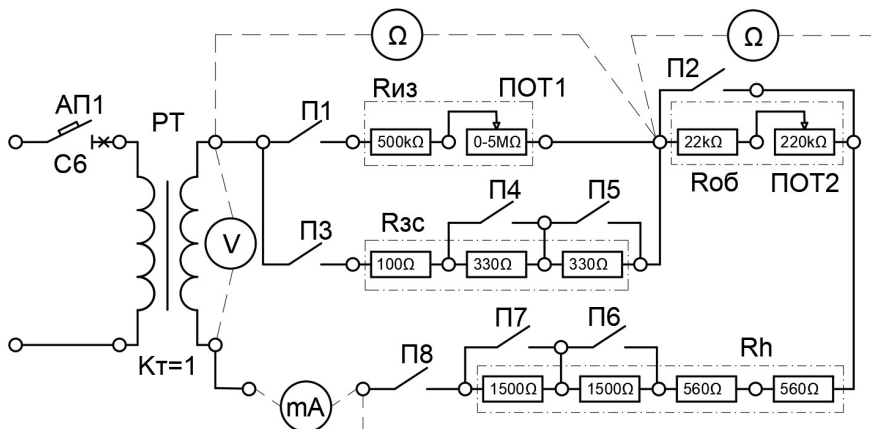 Ω
Ω
АП1
РТ
П1
Rиз
ПОТ1
П2
500kΩ
0-5MΩ
22kΩ
220kΩ
С6
Rоб
ПОТ2
П3
Rзс
П4
П5
V
100Ω
330Ω
330Ω
Kт=1
П8
П7
П6
Rh
mA
1500Ω
1500Ω
560Ω
560Ω